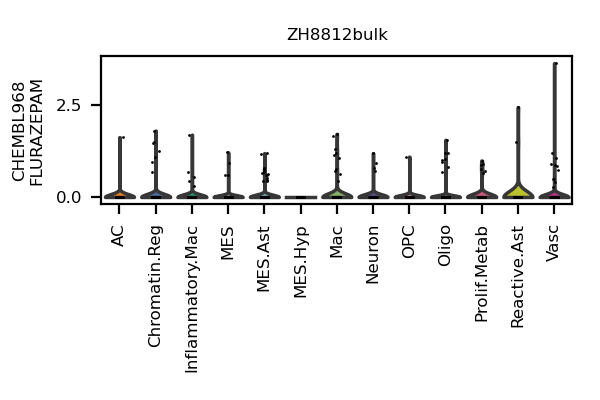 ZH8812bulk
CHEMBL968
FLURAZEPAM
2.5
0.0
AC
Chromatin.Reg
Inflammatory.Mac
MES
MES.Ast
MES.Hyp
Mac
Neuron
OPC
Oligo
Prolif.Metab
Reactive.Ast
Vasc